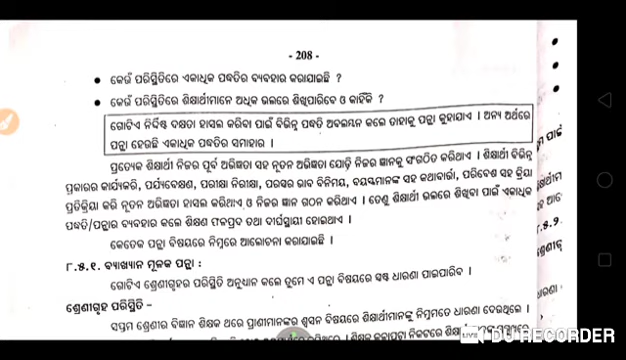 - 208 -
• କେଉଁ ପରିସ୍ଥିତିରେ ଏକାଧିକ ପଦ୍ଧତିର ବ୍ୟବହାର କରାଯାଇଛି ?
• କେଉଁ ପରିସ୍ଥିତିରେ ଶିକ୍ଷାର୍ଥୀମାନେ ଅଧିକ ଭଲରେ ଶିଖିପାରିବେ ଓ କାହିଁକି ?
ଗୋଟିଏ ନିର୍ଦ୍ଦିଷ୍ଟ ଦକ୍ଷତା ହାସଲ କରିବା ପାଇଁ ବିଭିନ୍ନ ପଦ୍ଧତି ଅବଲମ୍ବନ କଲେ ତାହାକୁ ପନ୍ଥା କୁହାଯାଏ । ଅନ୍ୟ ଅର୍ଥରେ
ପନ୍ଥା ହେଉଛି ଏକାଧିକ ପଦ୍ଧତିର ସମାହାର ।
ପ୍ରତ୍ୟେକ ଶିକ୍ଷାର୍ଥୀ ନିଜର ପୂର୍ବ ଅଭିଜ୍ଞତା ସହ ନୂତନ ଅଭିଜ୍ଞତା ଯୋଡ଼ି ନିଜର ଜ୍ଞାନକୁ ସଂଗଠିତ କରିଥାଏ । ଶିକ୍ଷାର୍ଥୀ ବିଭିନ୍ନ
ପ୍ରକାରର କାର୍ଯ୍ୟକରି, ପର୍ଯ୍ୟବେକ୍ଷଣ, ପରୀକ୍ଷା ନିରୀକ୍ଷା, ପରସ୍ପର ଭାବ ବିନିମୟ, ବୟସ୍କମାନଙ୍କ ସହ କଥାବାର୍ତ୍ତା, ପରିବେଶ ସହ କ୍ରିୟା
ପ୍ରତିକ୍ରିୟା କରି ନୂତନ ଅଭିଜ୍ଞତା ହାସଲ କରିଥାଏ ଓ ନିଜର ଜ୍ଞାନ ଗଠନ କରିଥାଏ । ତେଣୁ ଶିକ୍ଷାର୍ଥୀ ଭଲରେ ଶିଖିବା ପାଇଁ ଏକାଧିକ
ପଦ୍ଧତି/ପନ୍ଥାର ବ୍ୟବହାର କଲେ ଶିକ୍ଷଣ ଫଳପ୍ରଦ ତଥା ଦୀର୍ଘସ୍ଥାୟୀ ହୋଇଥାଏ ।
କେତେକ ପନ୍ଥା ବିଷୟରେ ନିମ୍ନରେ ଆଲୋଚନା କରାଯାଇଛି ।
୮.୫.୧. ବ୍ୟାଖ୍ୟାନ ମୂଳକ ପନ୍ଥା :
ଗୋଟିଏ ଶ୍ରେଣୀଗୃହର ପରିସ୍ଥିତି ଅନୁଧ୍ୟାନ କଲେ ତୁମେ ଏ ପନ୍ଥା ବିଷୟରେ ସ୍ପଷ୍ଟ ଧାରଣା ପାଇପାରିବ ।
ଶ୍ରେଣୀଗୃହ ପରିସ୍ଥିତି –
ସପ୍ତମ ଶ୍ରେଣୀର ବିଜ୍ଞାନ ଶିକ୍ଷକ ଥରେ ପ୍ରାଣୀମାନଙ୍କର ଶ୍ୱସନ ବିଷୟରେ ଶିକ୍ଷାର୍ଥୀମାନଙ୍କୁ ନିମ୍ନମତେ ଧାରଣା ଦେଉଥିଲେ ।
LIVE DU RECORDER